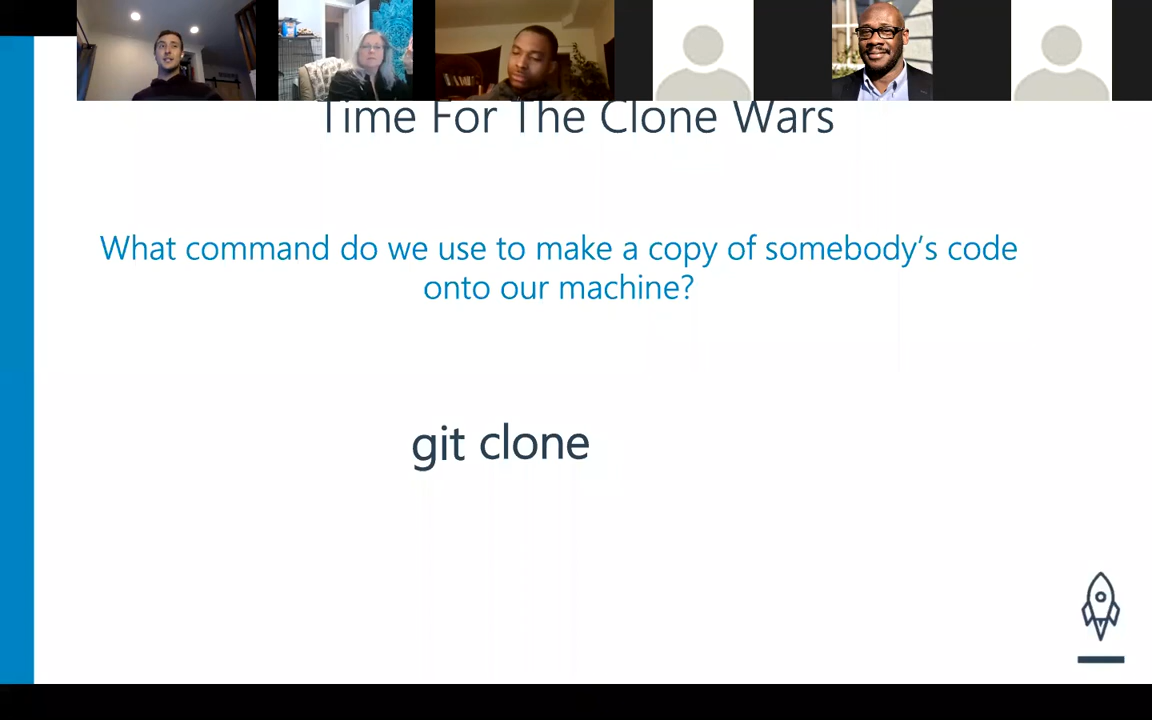 Time For The Clone Wars
What command do we use to make a copy of somebody's code
onto our machine?
git clone